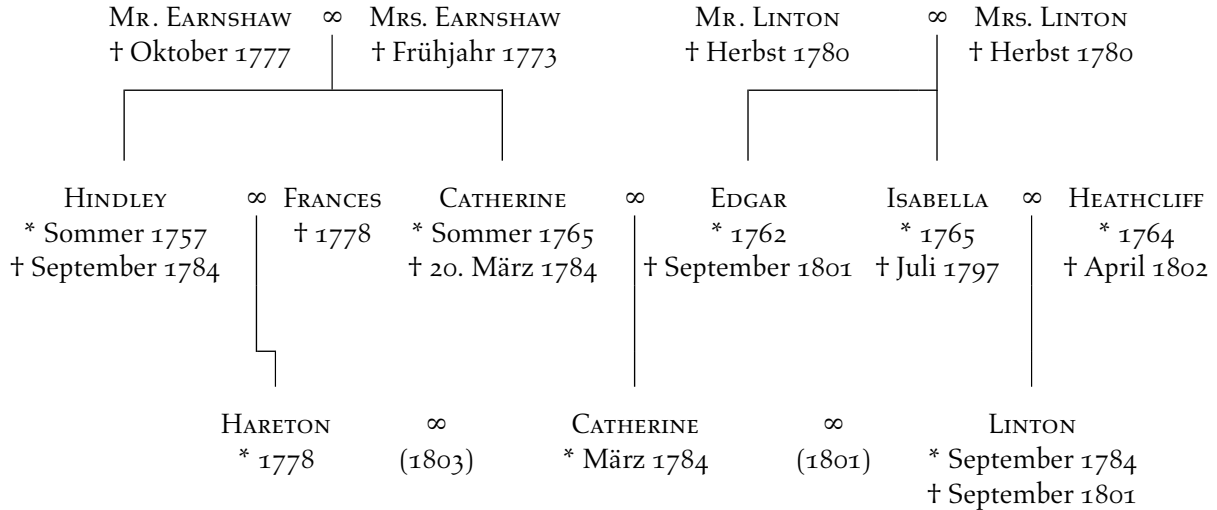 Mr. Earnshaw ∞ Mrs. Earnshaw Mr. Linton ∞ Mrs. Linton
† Oktober 1777 † Frühjahr 1773 † Herbst 1780 † Herbst 1780
Hindley ∞ Frances Catherine ∞ Edgar Isabella ∞ Heathcliff
* Sommer 1757 † 1778 * Sommer 1765 * 1762 * 1765 * 1764
† September 1784 † 20. März 1784 † September 1801 † Juli 1797 † April 1802
Hareton ∞ Catherine ∞ Linton
* 1778 (1803) * März 1784 (1801) * September 1784
† September 1801